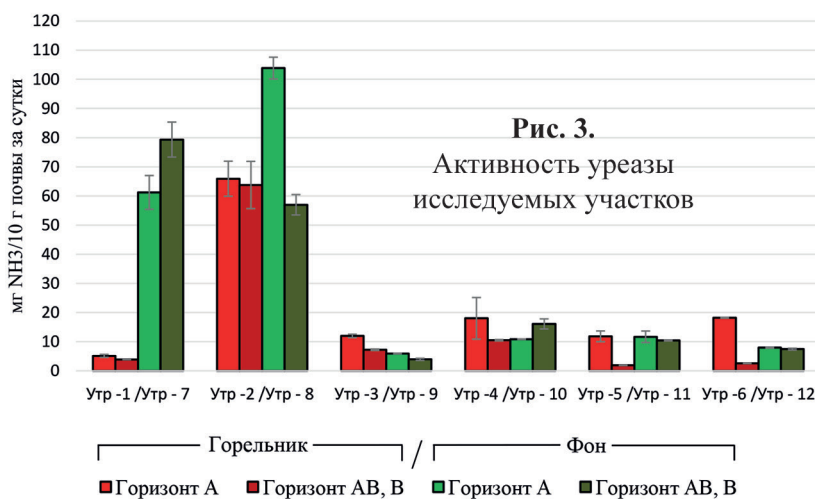 мг NH3/10 г почвы за сутки
120
110
100
90
80
70
60
50
40
30
20
10
0
Рис. 3.
Активность уреазы
исследуемых участков
Утр -1 /Утр - 7 Утр -2 /Утр - 8 Утр -3 /Утр - 9 Утр -4 /Утр - 10 Утр -5 /Утр - 11 Утр -6 /Утр - 12
Горельник / Фон
Горизонт А Горизонт АВ, В Горизонт А Горизонт АВ, В